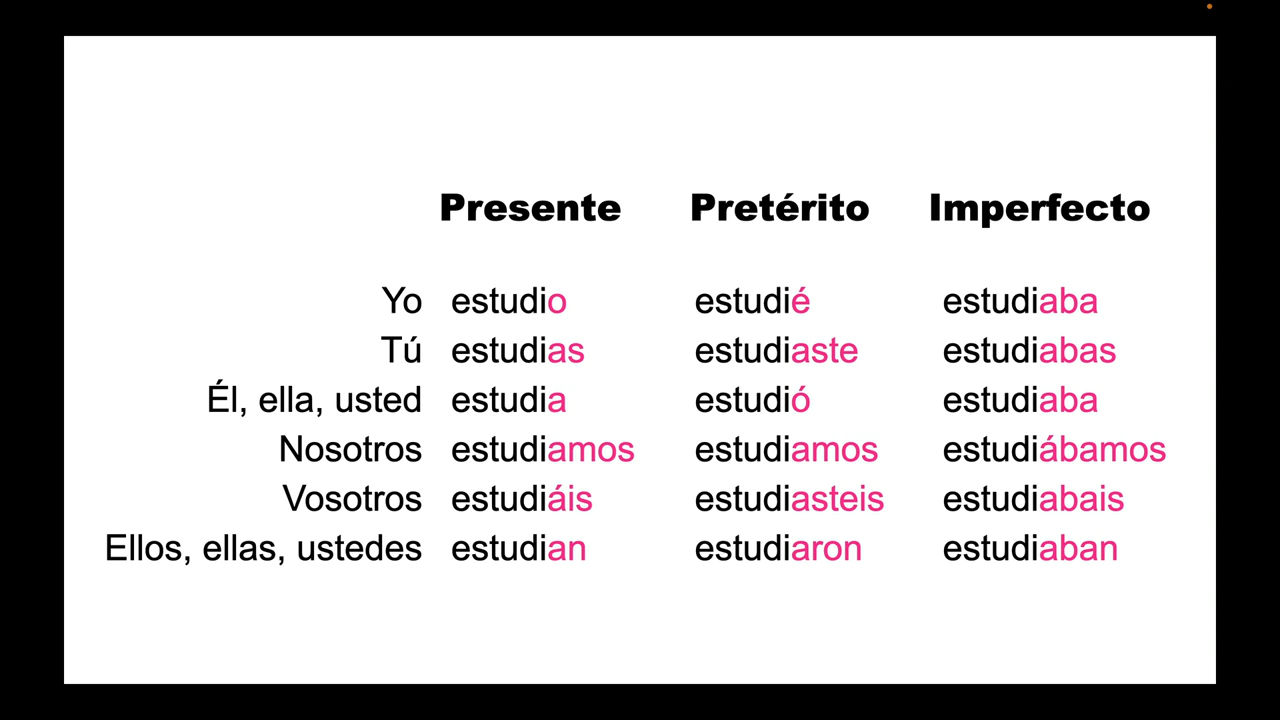 Presente Pretérito Imperfecto
Yo estudio estudié estudiaba
Tú estudias estudiaste estudiabas
Él, ella, usted estudia estudió estudiaba
Nosotros estudiamos estudiamos estudiábamos
Vosotros estudiáis estudiasteis estudiabais
Ellos, ellas, ustedes estudian estudiaron estudiaban